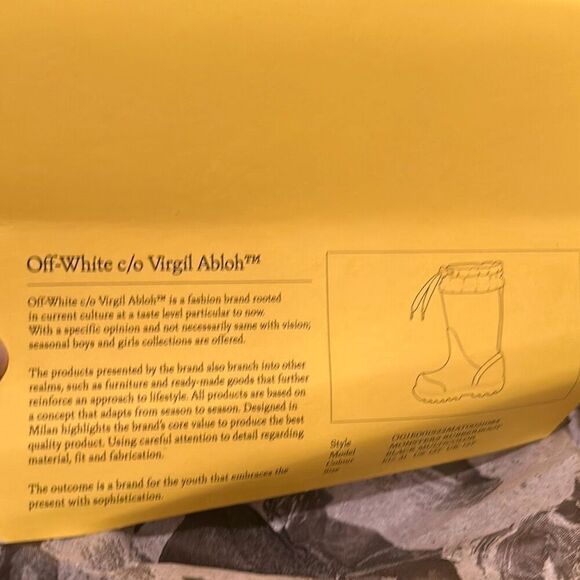 Off-White c/o Virgil Abloh™
Off-White c/o Virgil Abloh™ is a fashion brand rooted
in current culture at a taste level particular to now.
With a specific opinion and not necessarily same with vision;
seasonal boys and girls collections are offered.
The products presented by the brand also branch into other
realms, such as furniture and ready-made goods that further
reinforce an approach to lifestyle. All products are based on
a concept that adapts from season to season. Designed in
Milan highlights the brand's core value to produce the best
quality product. Using careful attention to detail regarding
material, fit and fabrication.
The outcome is a brand for the youth that embraces the
present with sophistication.
Style
Model
Colour BLACK
Size